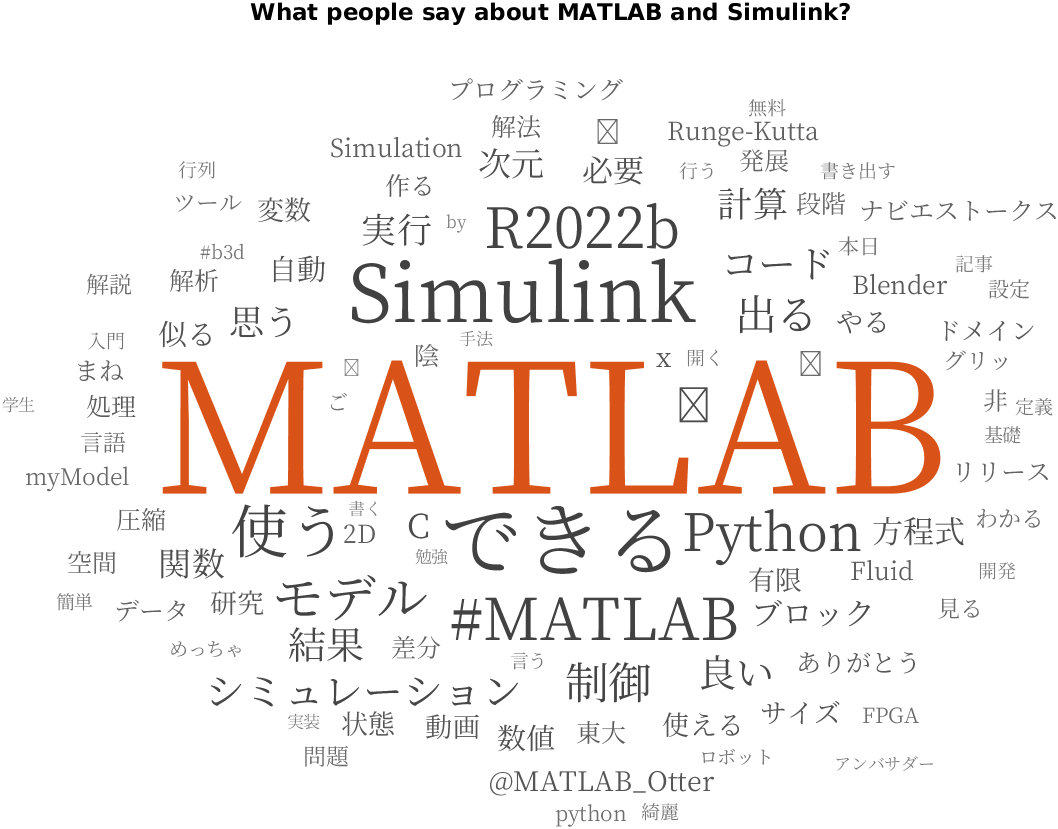 What people say about MATLAB and Simulink?
プログラミング
無料
解法
Runge-Kutta
Simulation
次元
必要
行う
発展
書き出す
行列
作る
ツール
変数
実行
by
R2022b
計算
段階
ナビエストークス
#b3d
本日
解説
解析
自動
Simulink
コード
Blender
記事
設定
似る
思う
出る
やる
ドメイン
入門
手法
まね
陰
x
開く
グリッ
学生
処理
ご
MATLAB
非
定義
言語
基礎
myModel
リリース
圧縮
使う
書く
2D
C
できる
Python
方程式
わかる
勉強
空間
関数
有限
Fluid
開発
簡単
データ
研究
モデル
#MATLAB
ブロック
見る
めっちゃ
結果
差分
言う
制御
良い
ありがとう
シミュレーション
実装
状態
動画
数値
東大
使える
サイズ
FPGA
問題
ロボット
アンバサダー
@MATLAB_Otter
python
綺麗